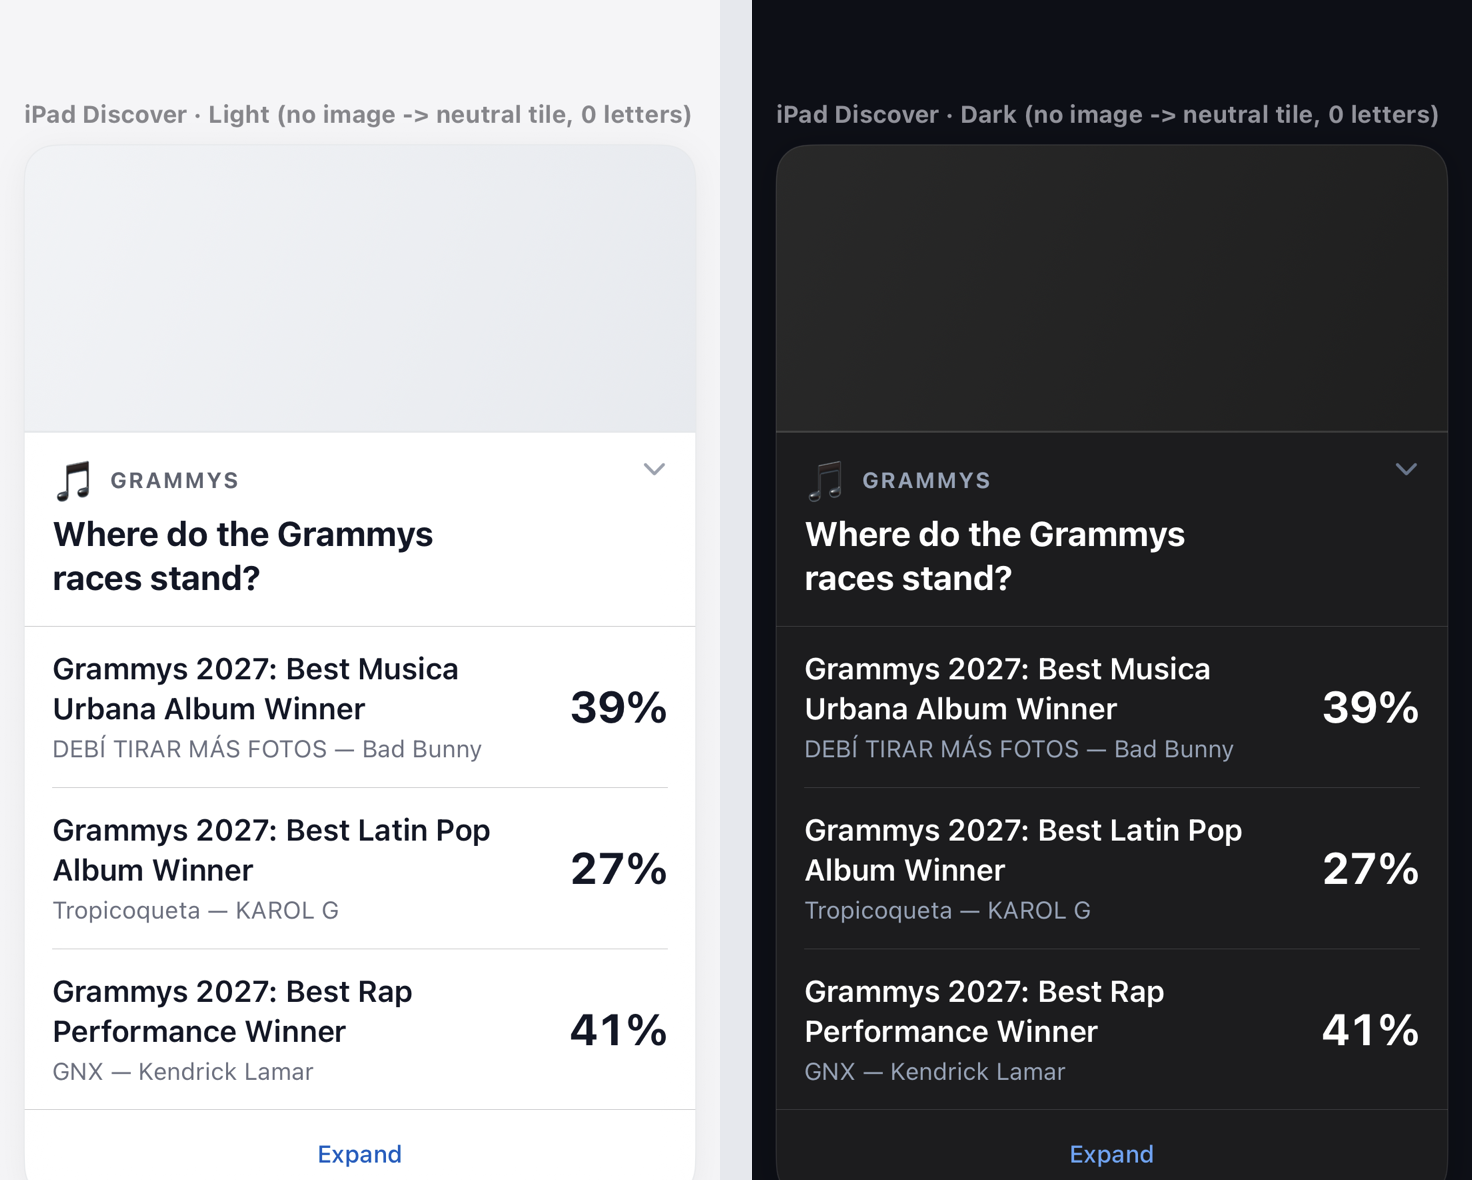 iPad Discover · Light (no image -> neutral tile, 0 letters)
GRAMMYS
Where do the Grammys
races stand?
Grammys 2027: Best Musica
Urbana Album Winner
39%
DEBÍ TIRAR MÁS FOTOS — Bad Bunny
Grammys 2027: Best Latin Pop
Album Winner
27%
Tropicoqueta — KAROL G
Grammys 2027: Best Rap
Performance Winner
41%
GNX — Kendrick Lamar
Expand
iPad Discover · Dark (no image -> neutral tile, 0 letters)
GRAMMYS
Where do the Grammys
races stand?
Grammys 2027: Best Musica
Urbana Album Winner
39%
DEBÍ TIRAR MÁS FOTOS — Bad Bunny
Grammys 2027: Best Latin Pop
Album Winner
27%
Tropicoqueta — KAROL G
Grammys 2027: Best Rap
Performance Winner
41%
GNX — Kendrick Lamar
Expand